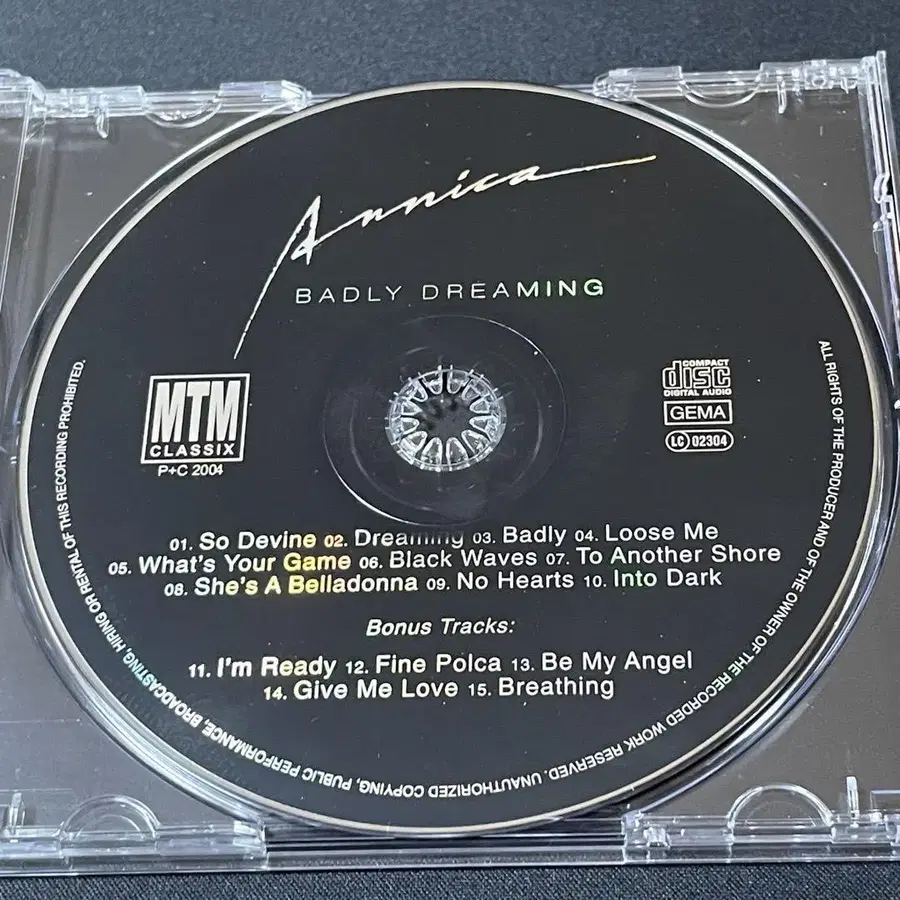 Annica
BADLY DREAMING
MTM
CLASSIX
P+C 2004
COMPACT
disc
DIGITAL AUDIO
GEMA
LC 02304
01. So Devine 02. Dreaming 03. Badly 04. Loose Me
05. What's Your Game 06. Black Waves 07. To Another Shore
08. She's A Belladonna 09. No Hearts 10. Into Dark
Bonus Tracks:
11. I'm Ready 12. Fine Polca 13. Be My Angel
14. Give Me Love 15. Breathing
ALL RIGHTS OF THE PRODUCER AND OF THE OWNER OF THE RECORDED WORK RESERVED. UNAUTHORIZED COPYING, PUBLIC PERFORMANCE, BROADCASTING, HIRING OR RENTAL OF THIS RECORDING PROHIBITED.